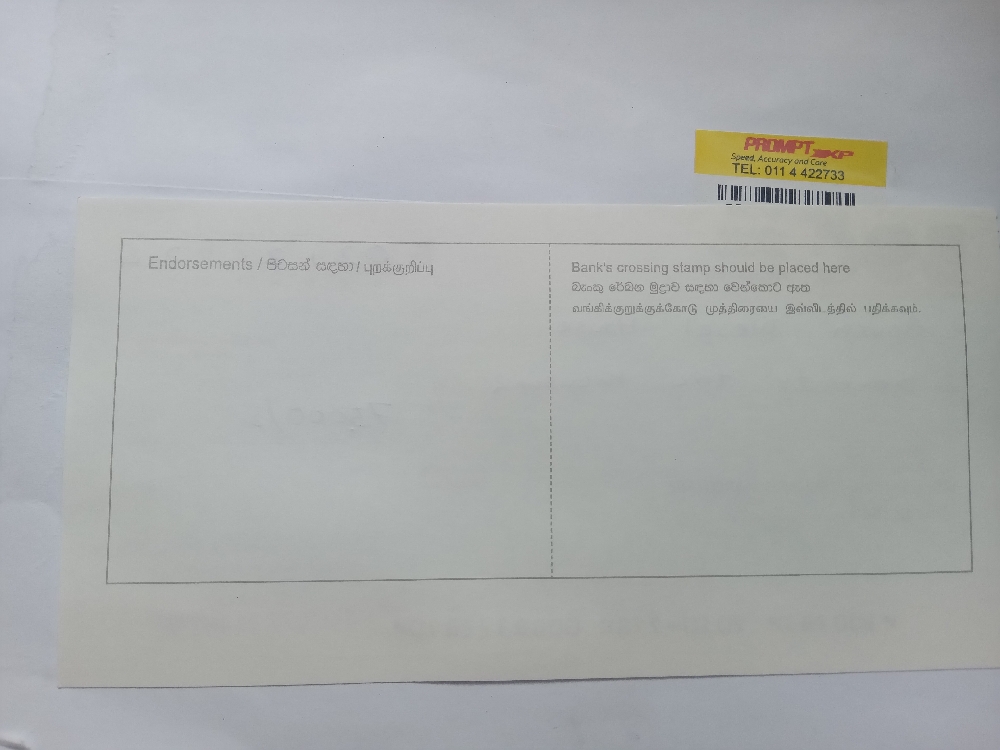 PROMPT XP
Speed, Accuracy and Care
TEL: 011 4 422733
Endorsements / පිටසන් සඳහා / புறக்குறிப்பு
Bank's crossing stamp should be placed here
බැංකු රේඛන මුද්‍රාව සඳහා වෙන්කොට ඇත
வங்கிக்குறுக்குக்கோடு முத்திரையை இவ்விடத்தில் பதிக்கவும்.